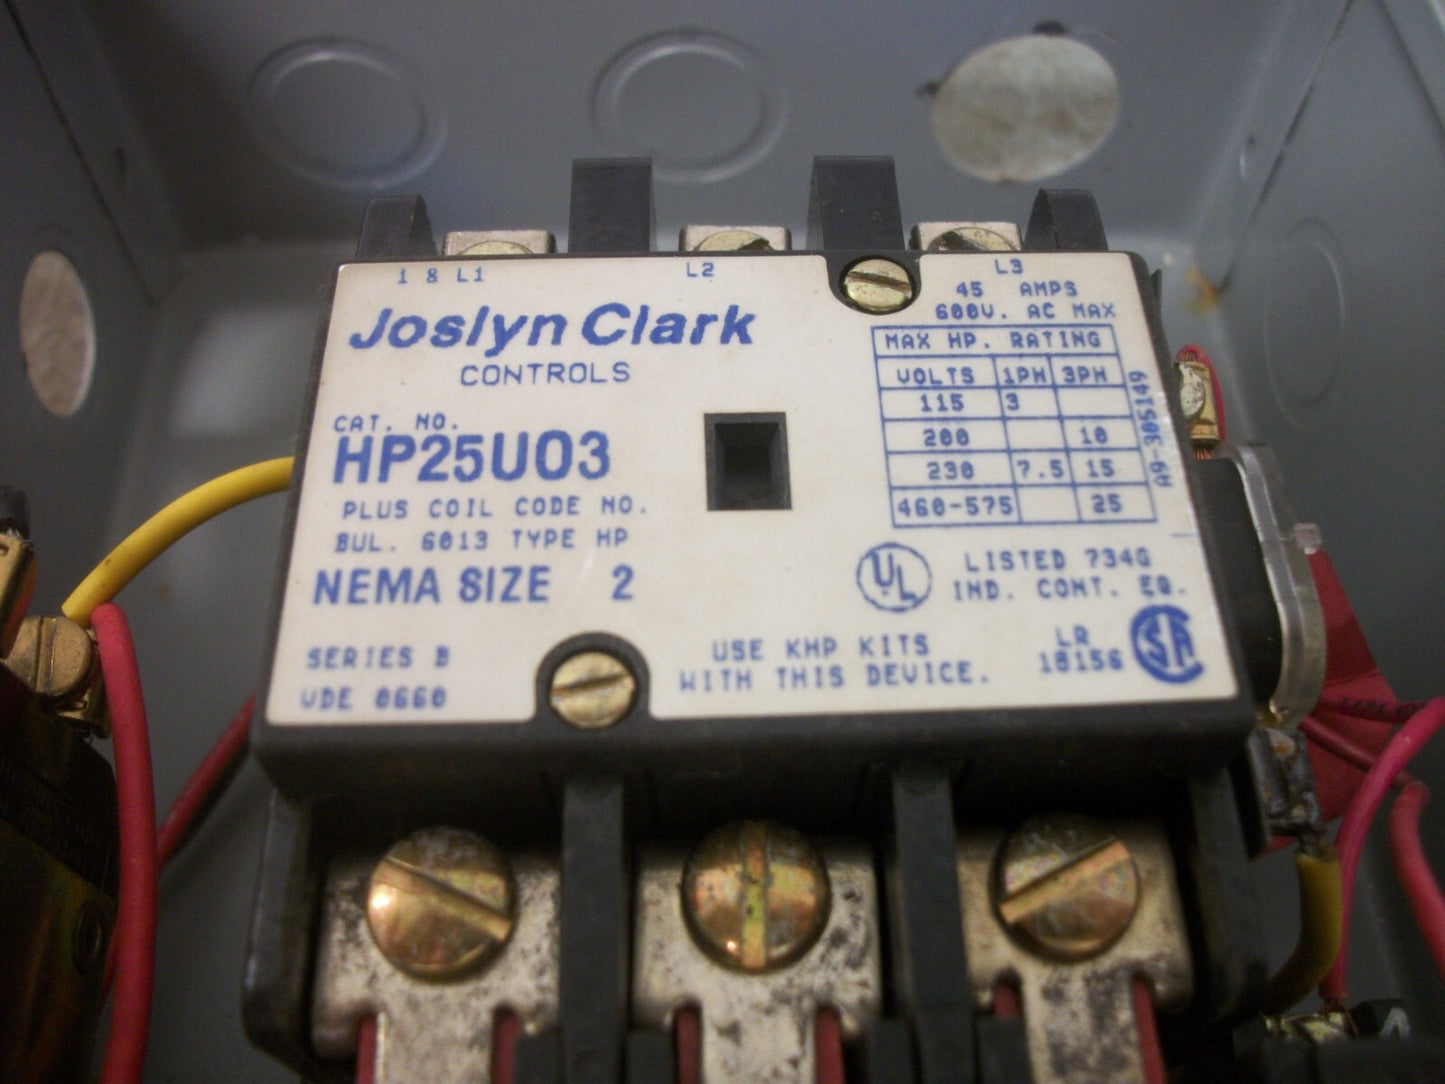 1 & L1
L2
L3
45 AMPS
600V. AC MAX
Joslyn Clark
CONTROLS
MAX HP. RATING
VOLTS 1PH 3PH
115 3
200 10
230 7.5 15
460-575 25
A9-305149
CAT. NO.
HP25U03
PLUS COIL CODE NO.
BUL. 6013 TYPE HP
NEMA SIZE 2
UL
LISTED 734G
IND. CONT. EQ.
SERIES B
VDE 0660
USE KHP KITS
WITH THIS DEVICE.
LR
18156
SA